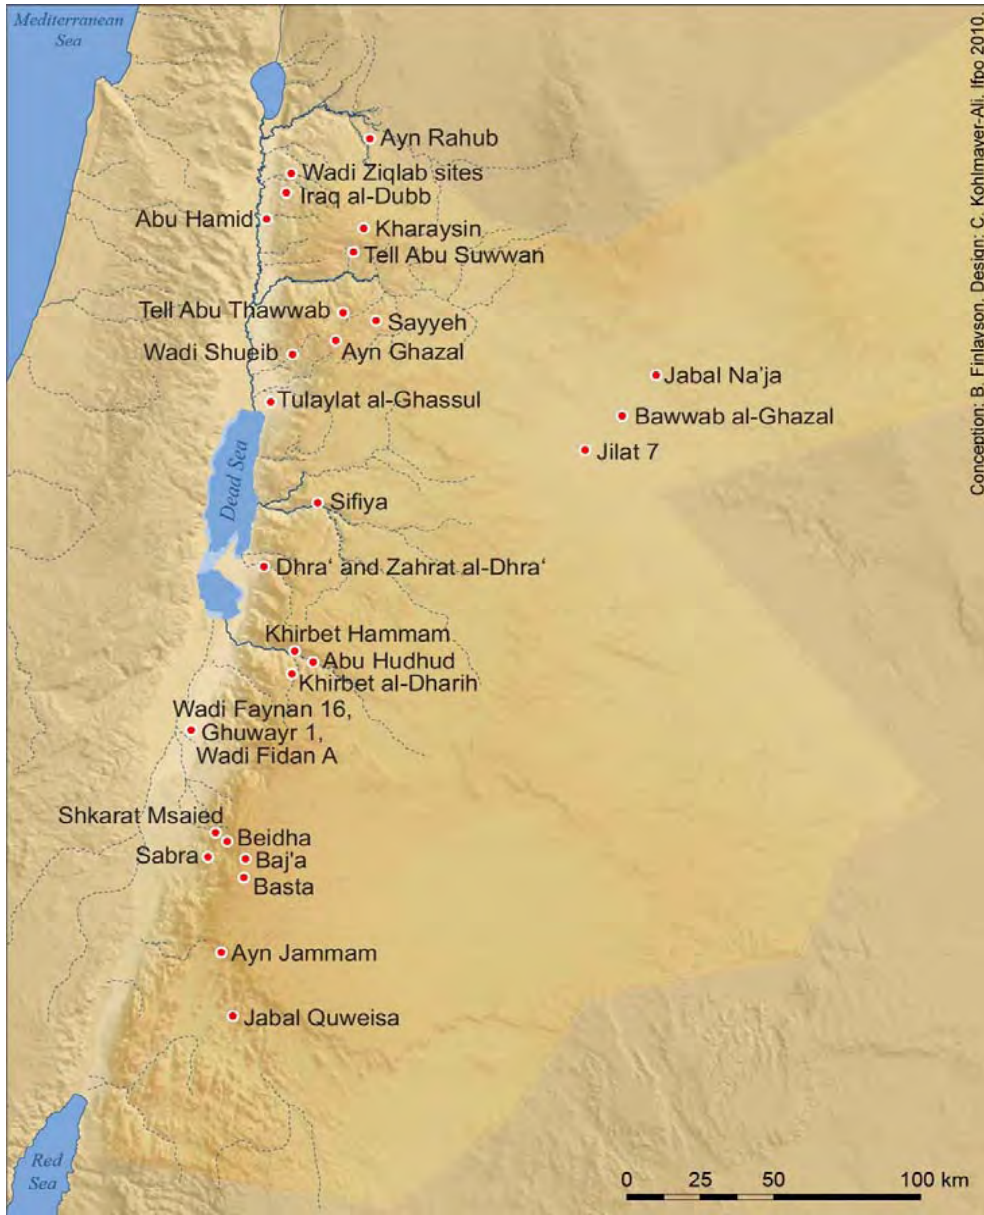 Mediterranean
Sea
Ayn Rahub
Wadi Ziqlab sites
Iraq al-Dubb
Abu Hamid
Kharaysin
Tell Abu Suwwan
Tell Abu Thawwab
Sayyeh
Wadi Shueib
Ayn Ghazal
Jabal Na'ja
Tulaylat al-Ghassul
Bawwab al-Ghazal
Jilat 7
Dead Sea
Sifiya
Dhra‘ and Zahrat al-Dhra‘
Khirbet Hammam
Abu Hudhud
Khirbet al-Dharih
Wadi Faynan 16,
Ghuwayr 1,
Wadi Fidan A
Shkarat Msaied
Beidha
Sabra
Baj'a
Basta
Ayn Jammam
Jabal Quweisa
Red
Sea
0 25 50 100 km
Conception: B. Finlayson. Design: C. Kohlmayer-Ali. Ifpo 2010.